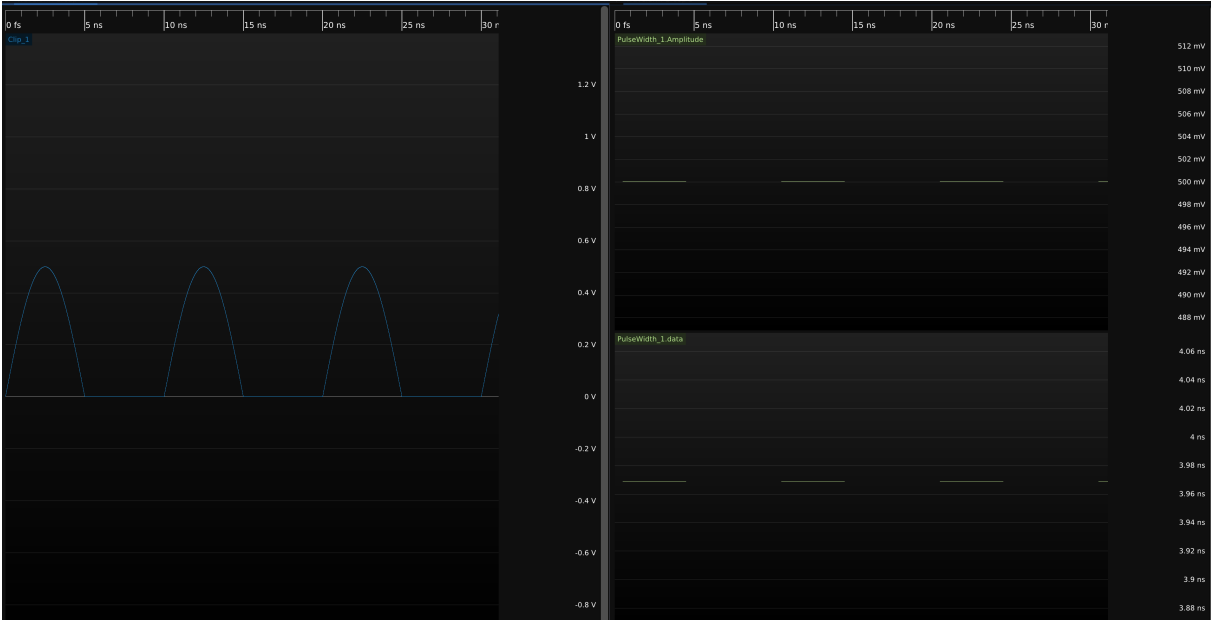 0 fs 5 ns 10 ns 15 ns 20 ns 25 ns 30 n
Clip_1
1.2 V
1 V
0.8 V
0.6 V
0.4 V
0.2 V
0 V
-0.2 V
-0.4 V
-0.6 V
-0.8 V
0 fs 5 ns 10 ns 15 ns 20 ns 25 ns 30 n
PulseWidth_1.Amplitude
512 mV
510 mV
508 mV
506 mV
504 mV
502 mV
500 mV
498 mV
496 mV
494 mV
492 mV
490 mV
488 mV
PulseWidth_1.data
4.06 ns
4.04 ns
4.02 ns
4 ns
3.98 ns
3.96 ns
3.94 ns
3.92 ns
3.9 ns
3.88 ns